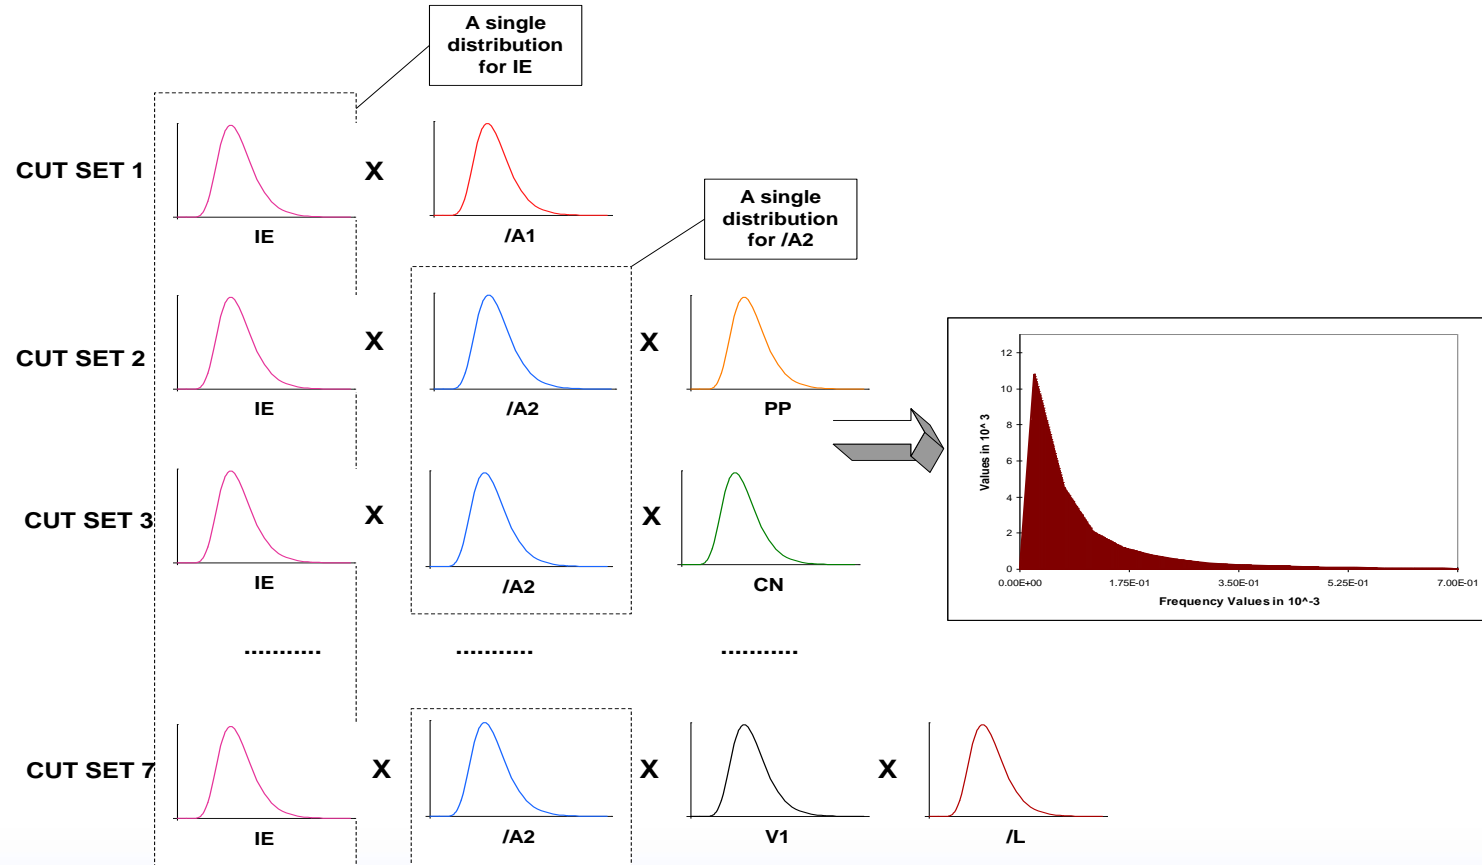 A single
distribution
for IE
CUT SET 1
X
IE
/A1
A single
distribution
for /A2
CUT SET 2
X
X
IE
/A2
PP
CUT SET 3
X
X
IE
/A2
CN
...........
...........
...........
CUT SET 7
X
X
X
IE
/A2
V1
/L
Values in 10^ 3
12
10
8
6
4
2
0
0.00E+00 1.75E-01 3.50E-01 5.25E-01 7.00E-01
Frequency Values in 10^-3